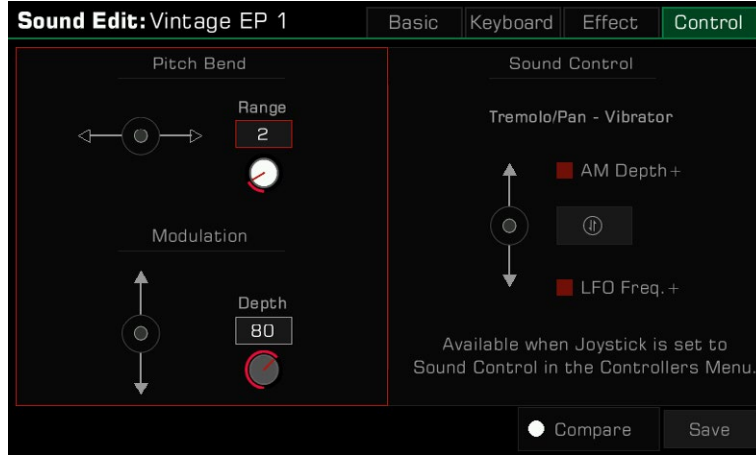 Sound Edit: Vintage EP 1
Basic
Keyboard
Effect
Control
Pitch Bend
Range
2
Modulation
Depth
80
Sound Control
Tremolo/Pan - Vibrator
AM Depth+
LFO Freq.+
Available when Joystick is set to
Sound Control in the Controllers Menu.
Compare
Save